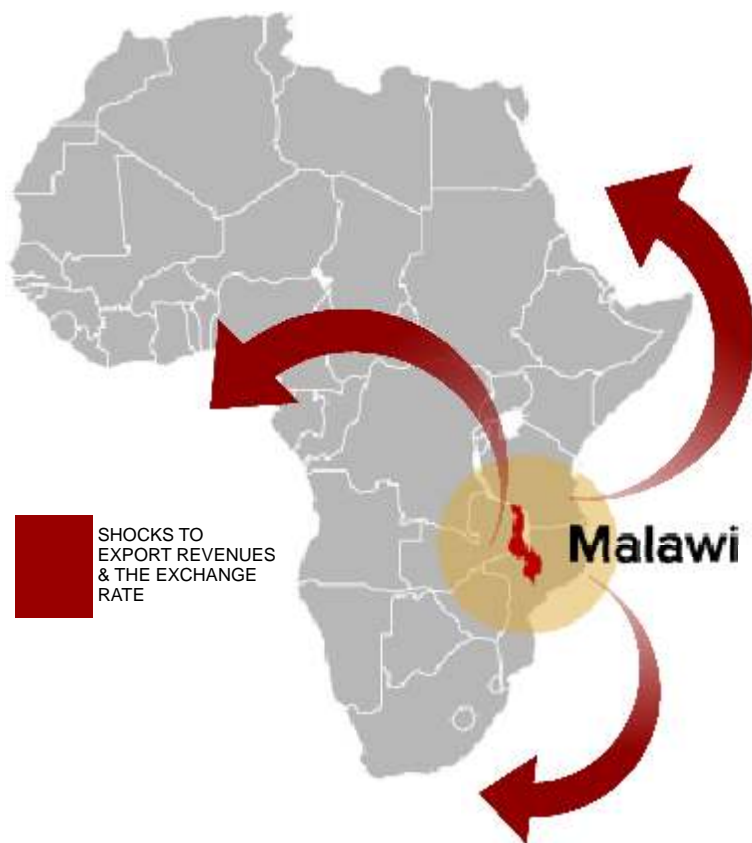 Malawi
SHOCKS TO
EXPORT REVENUES
& THE EXCHANGE
RATE